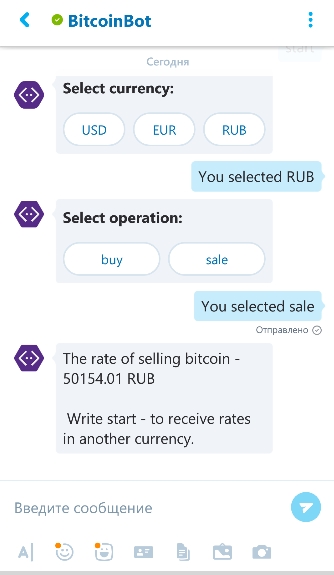 BitcoinBot
Start
Сегодня
Select currency:
USD EUR RUB
You selected RUB
Select operation:
buy sale
You selected sale
Отправлено
The rate of selling bitcoin -
50154.01 RUB
Write start - to receive rates
in another currency.
Введите сообщение
A